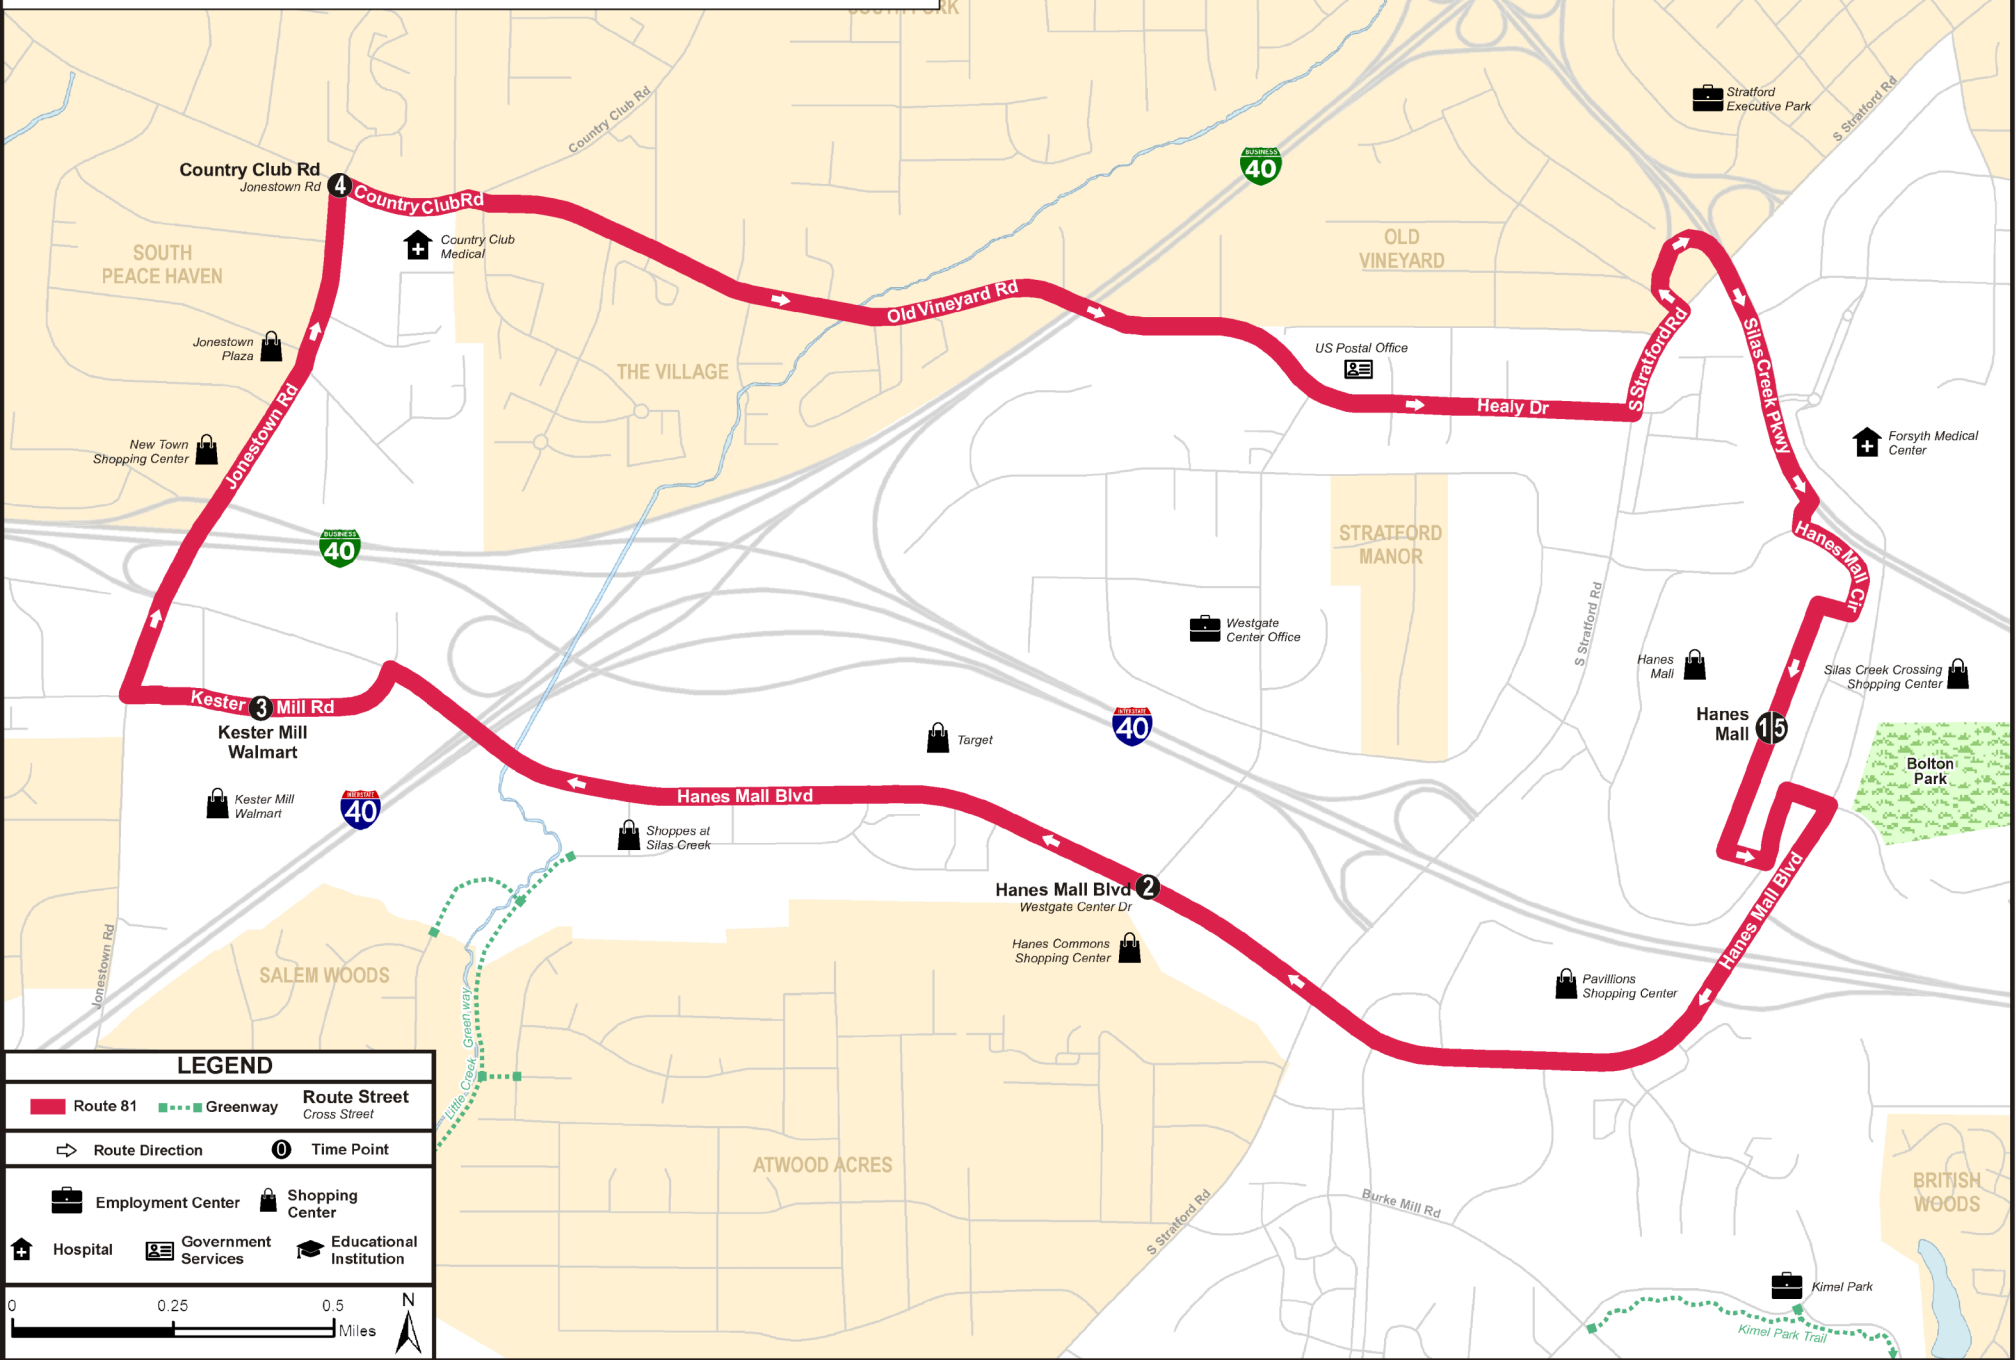 Country Club Rd
S Stratford Rd
Stratford
Executive Park
BUSINESS
40
Country Club Rd
Jonestown Rd
4
Country Club Rd
Country Club
Medical
SOUTH
PEACE HAVEN
OLD
VINEYARD
Old Vineyard Rd
Jonestown
Plaza
THE VILLAGE
US Postal Office
S Stratford Rd
Silas Creek Pkwy
Healy Dr
Jonestown Rd
New Town
Shopping Center
Forsyth Medical
Center
BUSINESS
40
STRATFORD
MANOR
Hanes Mall Cir
S Stratford Rd
Westgate
Center Office
Hanes
Mall
Silas Creek Crossing
Shopping Center
Kester
3
Mill Rd
Kester Mill
Walmart
INTERSTATE
40
Target
Hanes
Mall
1 5
Bolton
Park
Kester Mill
Walmart
INTERSTATE
40
Hanes Mall Blvd
Shoppes at
Silas Creek
Hanes Mall Blvd
2
Westgate Center Dr
Hanes Mall Blvd
Hanes Commons
Shopping Center
Pavillions
Shopping Center
Jonestown Rd
SALEM WOODS
Little Creek Greenway
ATWOOD ACRES
S Stratford Rd
Burke Mill Rd
BRITISH
WOODS
Kimel Park
Kimel Park Trail
LEGEND
Route 81
Greenway
Route Street
Cross Street
Route Direction
0
Time Point
Employment Center
Shopping
Center
Hospital
Government
Services
Educational
Institution
0
0.25
0.5
Miles
N